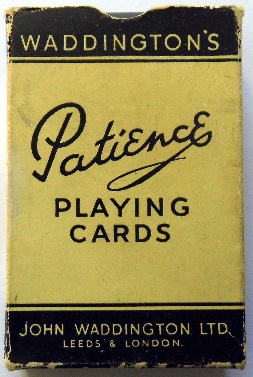 WADDINGTON'S
Patience
PLAYING
CARDS
JOHN WADDINGTON LTD.
LEEDS & LONDON.